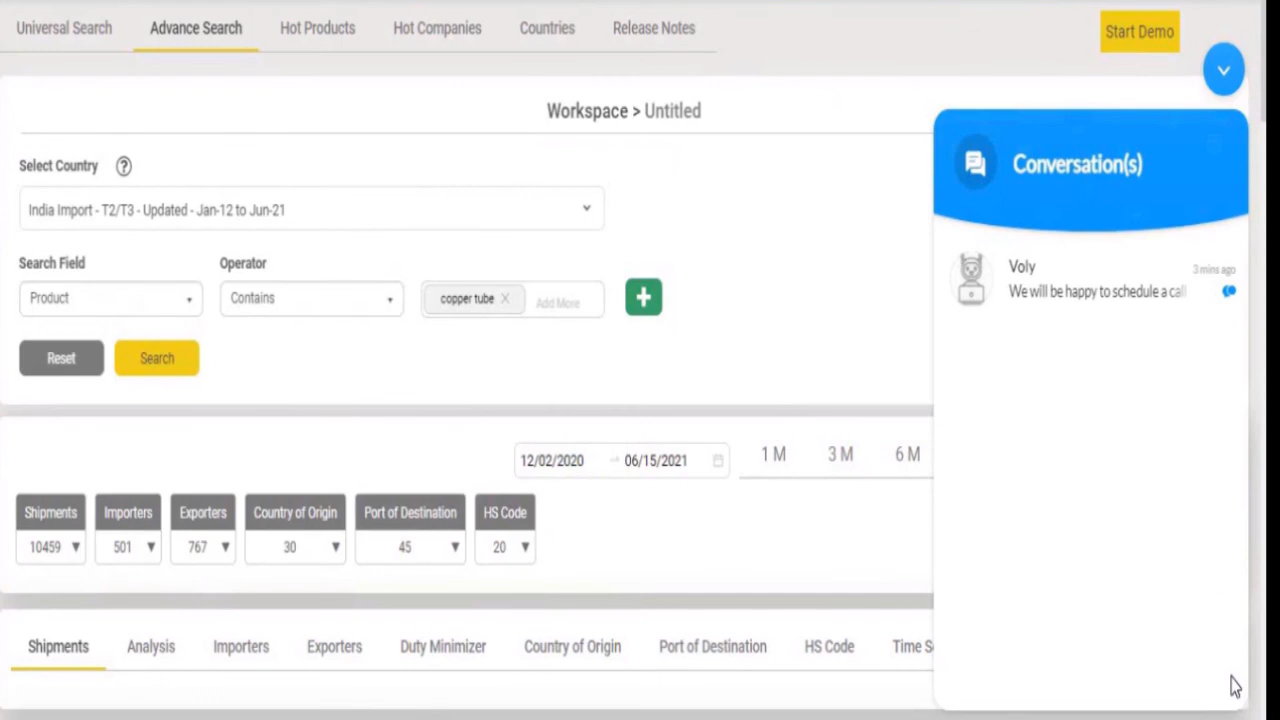 Universal Search Advance Search Hot Products Hot Companies Countries Release Notes Start Demo
Workspace > Untitled
Select Country ?
India Import - T2/T3 - Updated - Jan-12 to Jun-21
Search Field Operator
Product Contains copper tube X Add More +
Reset Search
12/02/2020 → 06/15/2021 1 M 3 M 6 M
Shipments Importers Exporters Country of Origin Port of Destination HS Code
10459 501 767 30 45 20
Shipments Analysis Importers Exporters Duty Minimizer Country of Origin Port of Destination HS Code Time S
Conversation(s)
Voly 3 mins ago
We will be happy to schedule a call